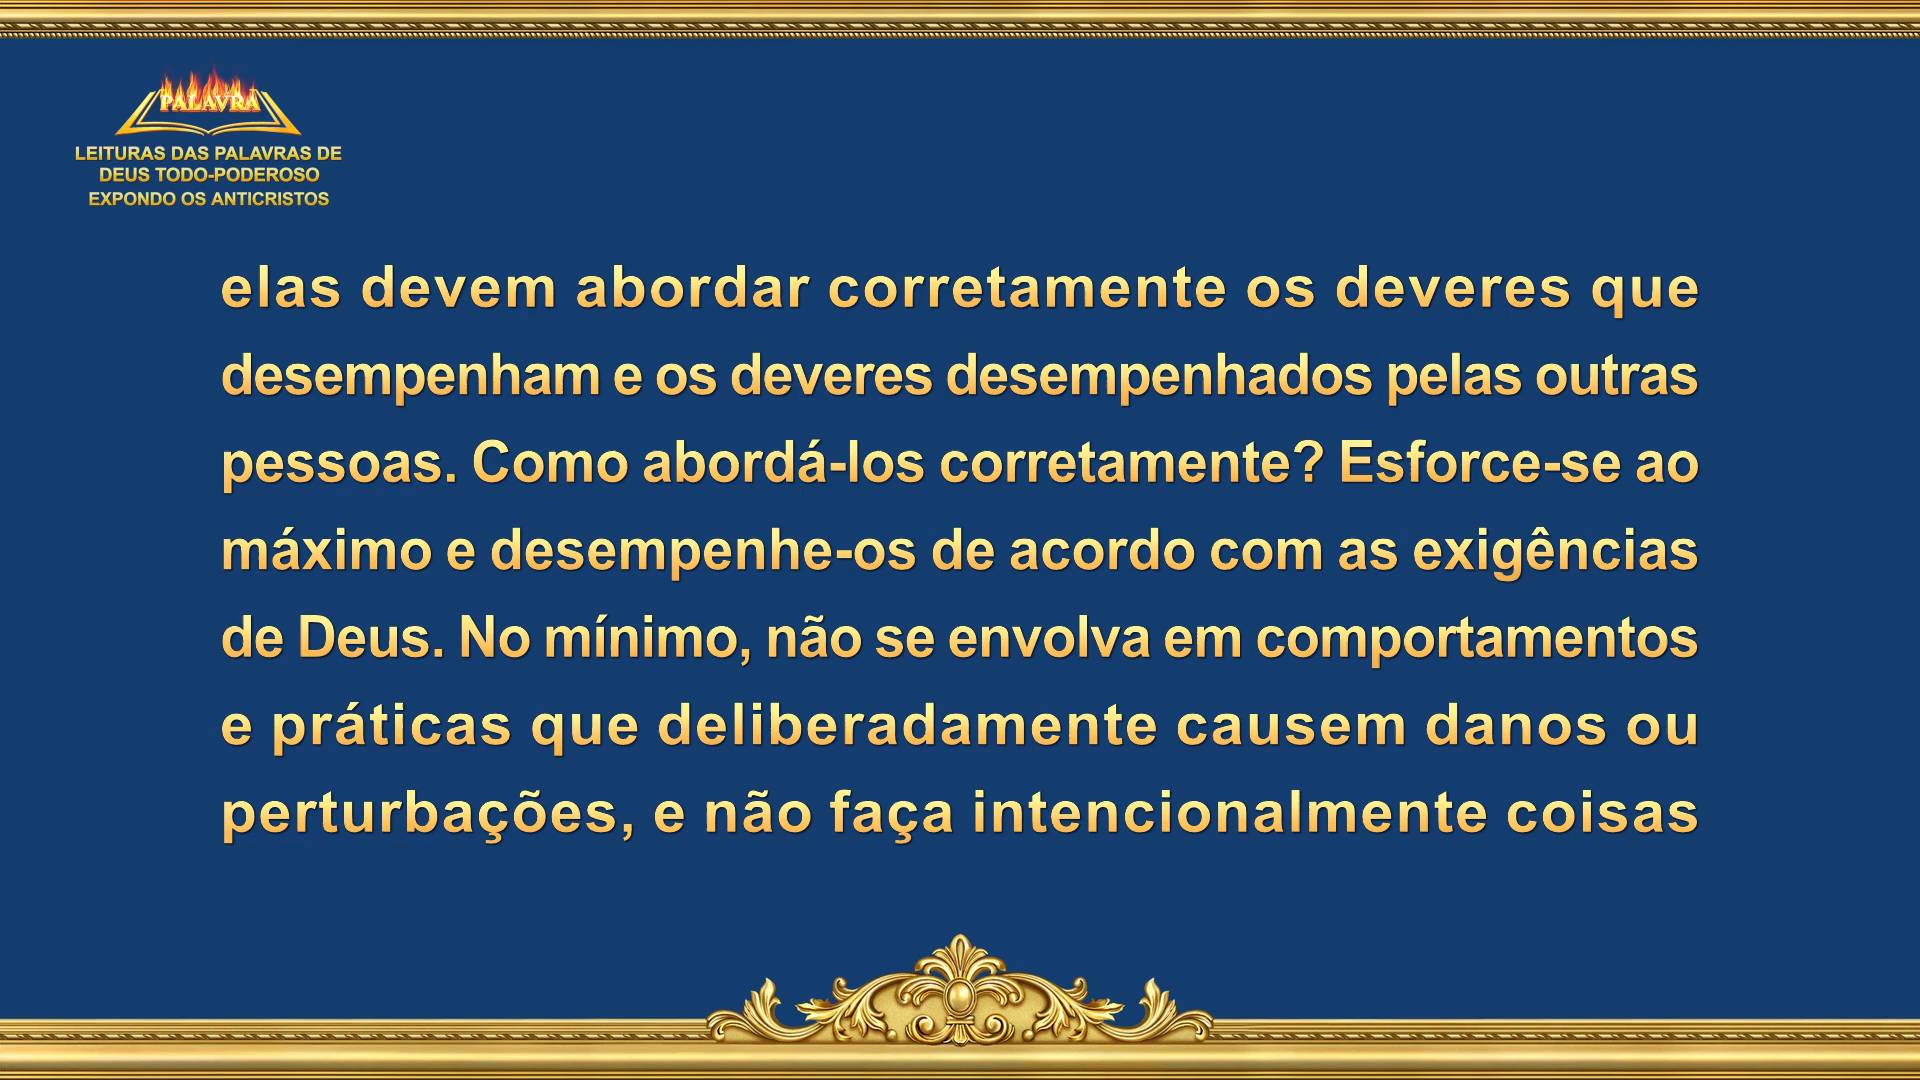 PALAVRA
LEITURAS DAS PALAVRAS DE
DEUS TODO-PODEROSO
EXPONDO OS ANTICRISTOS
elas devem abordar corretamente os deveres que
desempenham e os deveres desempenhados pelas outras
pessoas. Como abordá-los corretamente? Esforce-se ao
máximo e desempenhe-os de acordo com as exigências
de Deus. No mínimo, não se envolva em comportamentos
e práticas que deliberadamente causem danos ou
perturbações, e não faça intencionalmente coisas